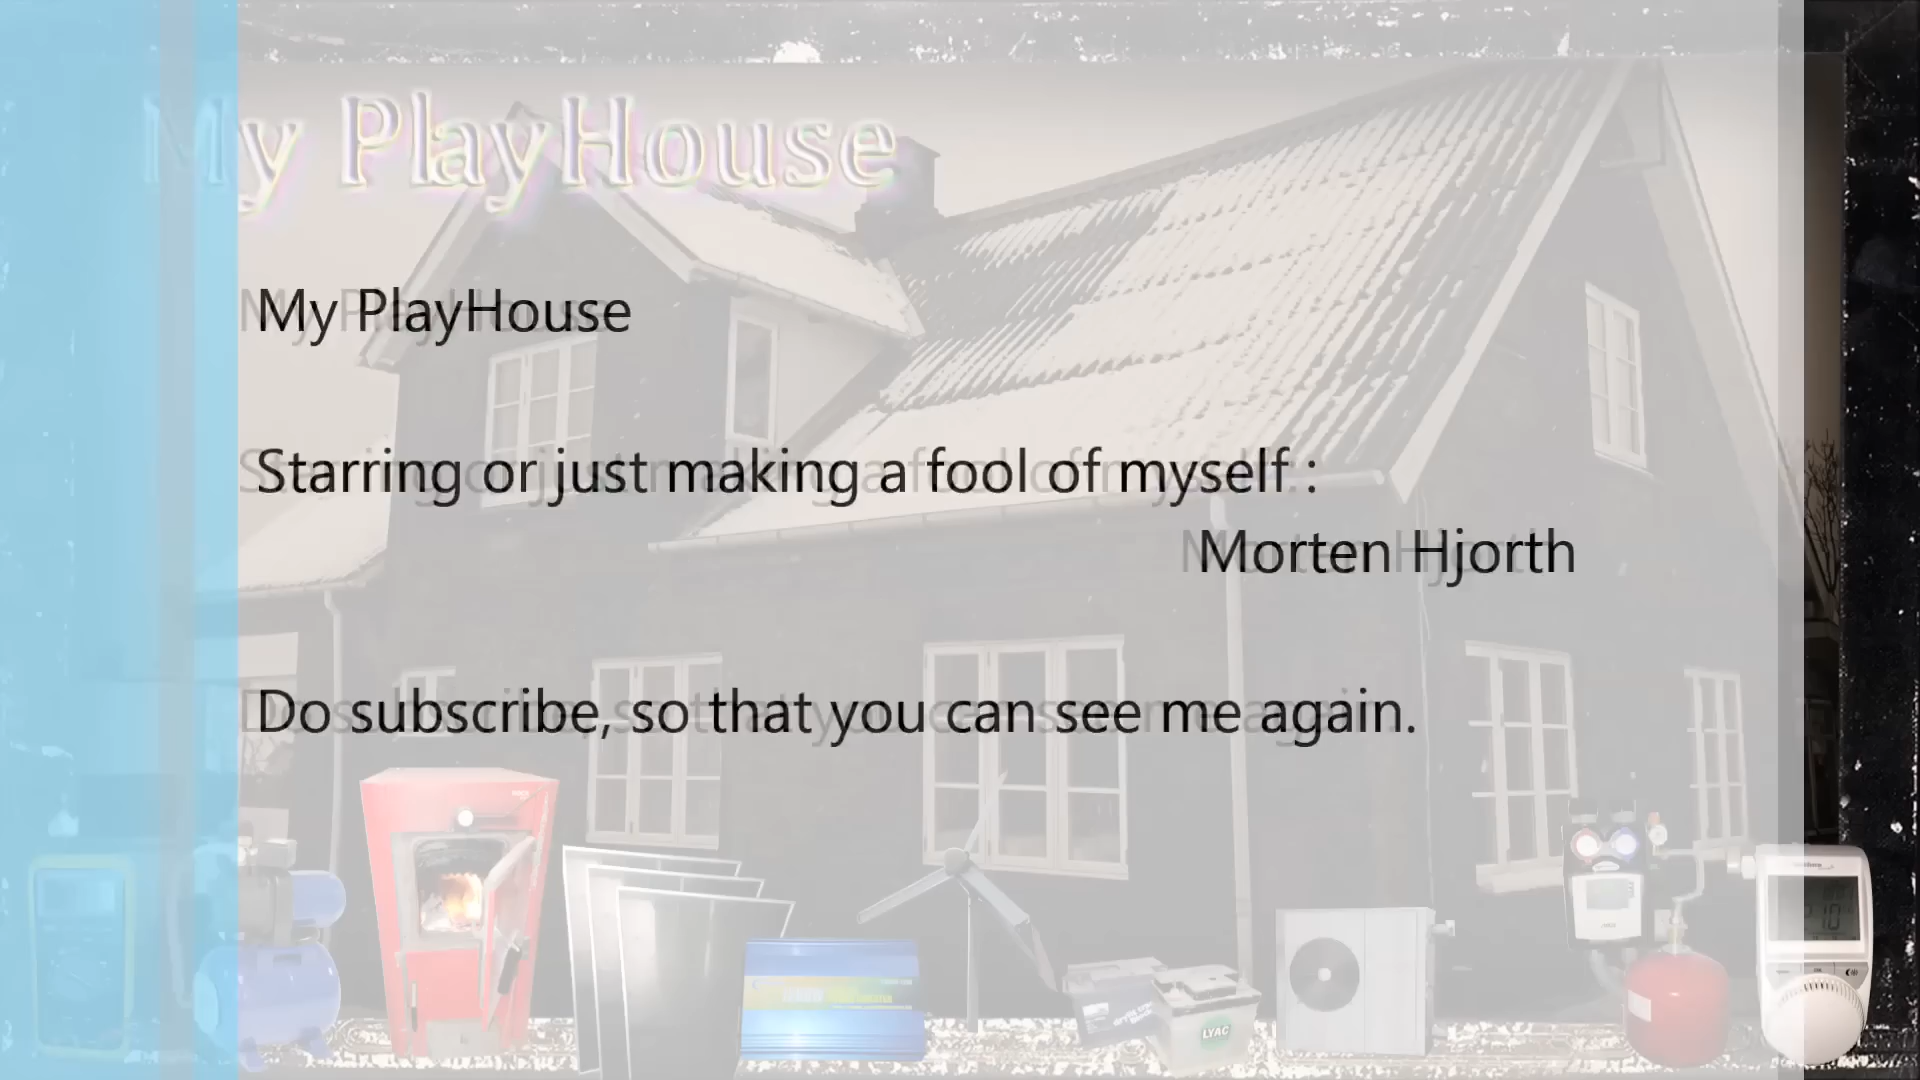 My PlayHouse
My PlayHouse
Starring or just making a fool of myself :
Morten Hjorth
Do subscribe, so that you can see me again.
LYAC